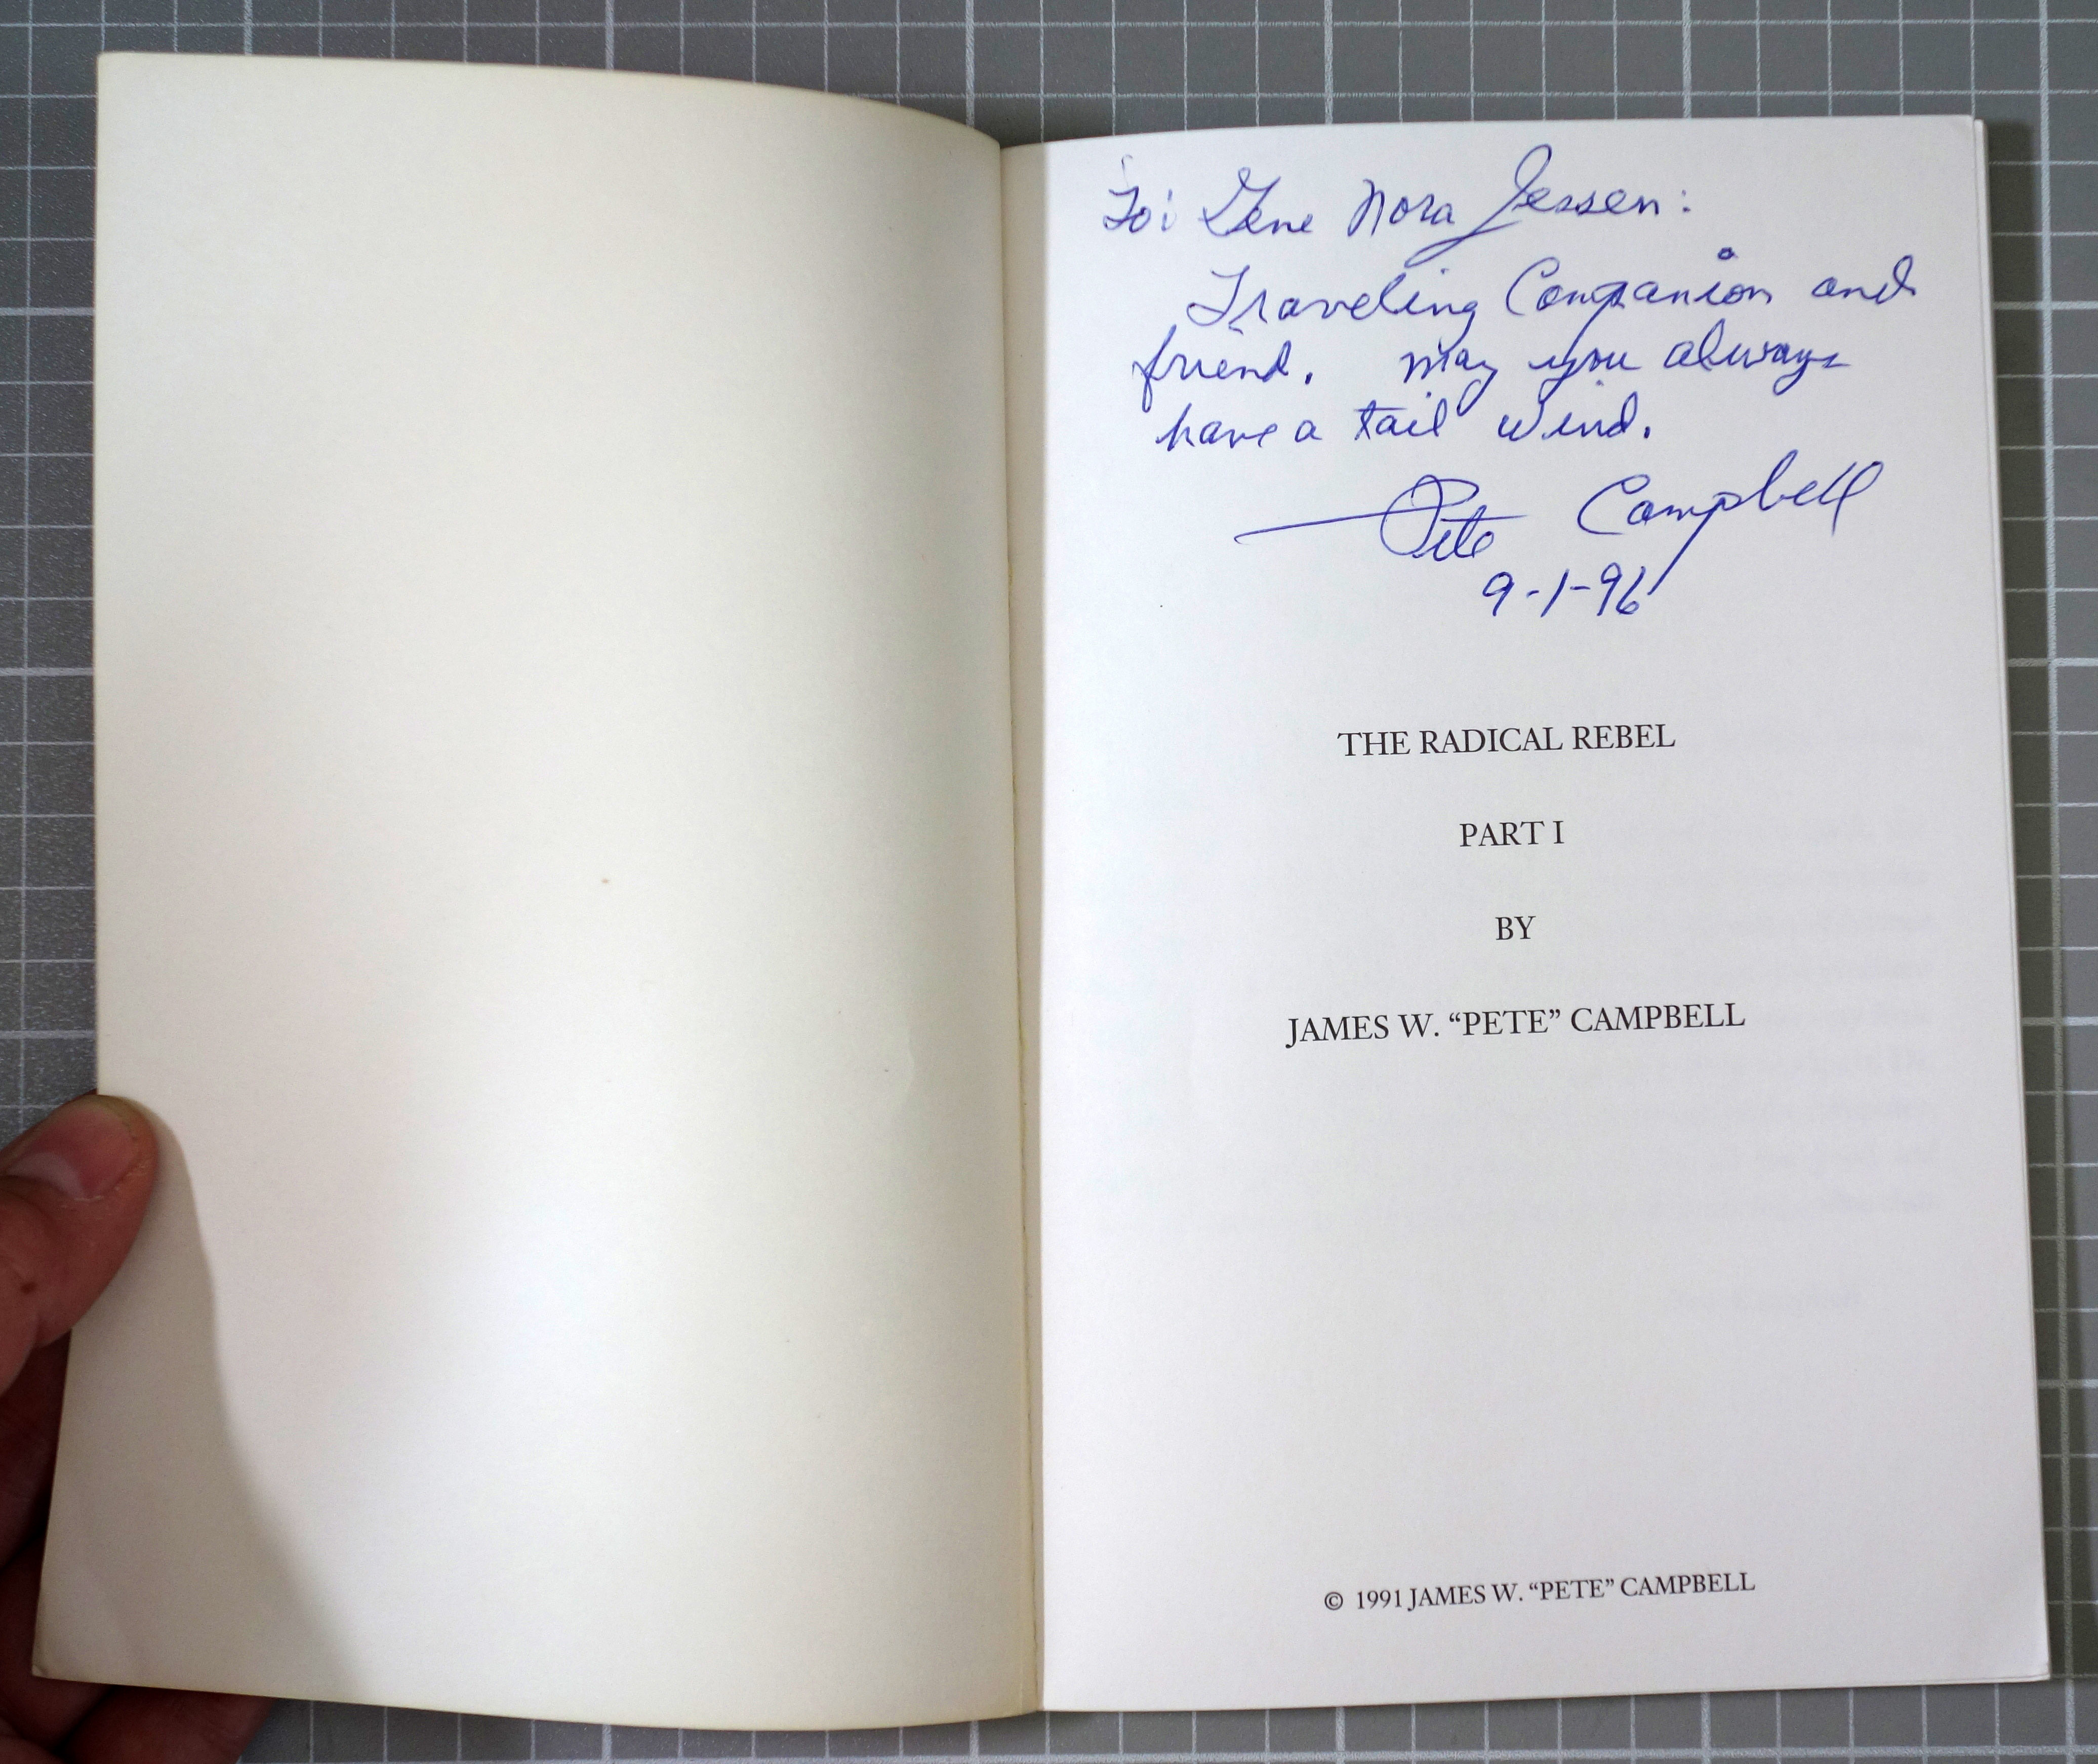 To: Gene Nora Jessen:
Traveling Companion and
friend. May you always
have a tail wind.
Pete Campbell
9-1-96
THE RADICAL REBEL
PART I
BY
JAMES W. “PETE” CAMPBELL
© 1991 JAMES W. “PETE” CAMPBELL